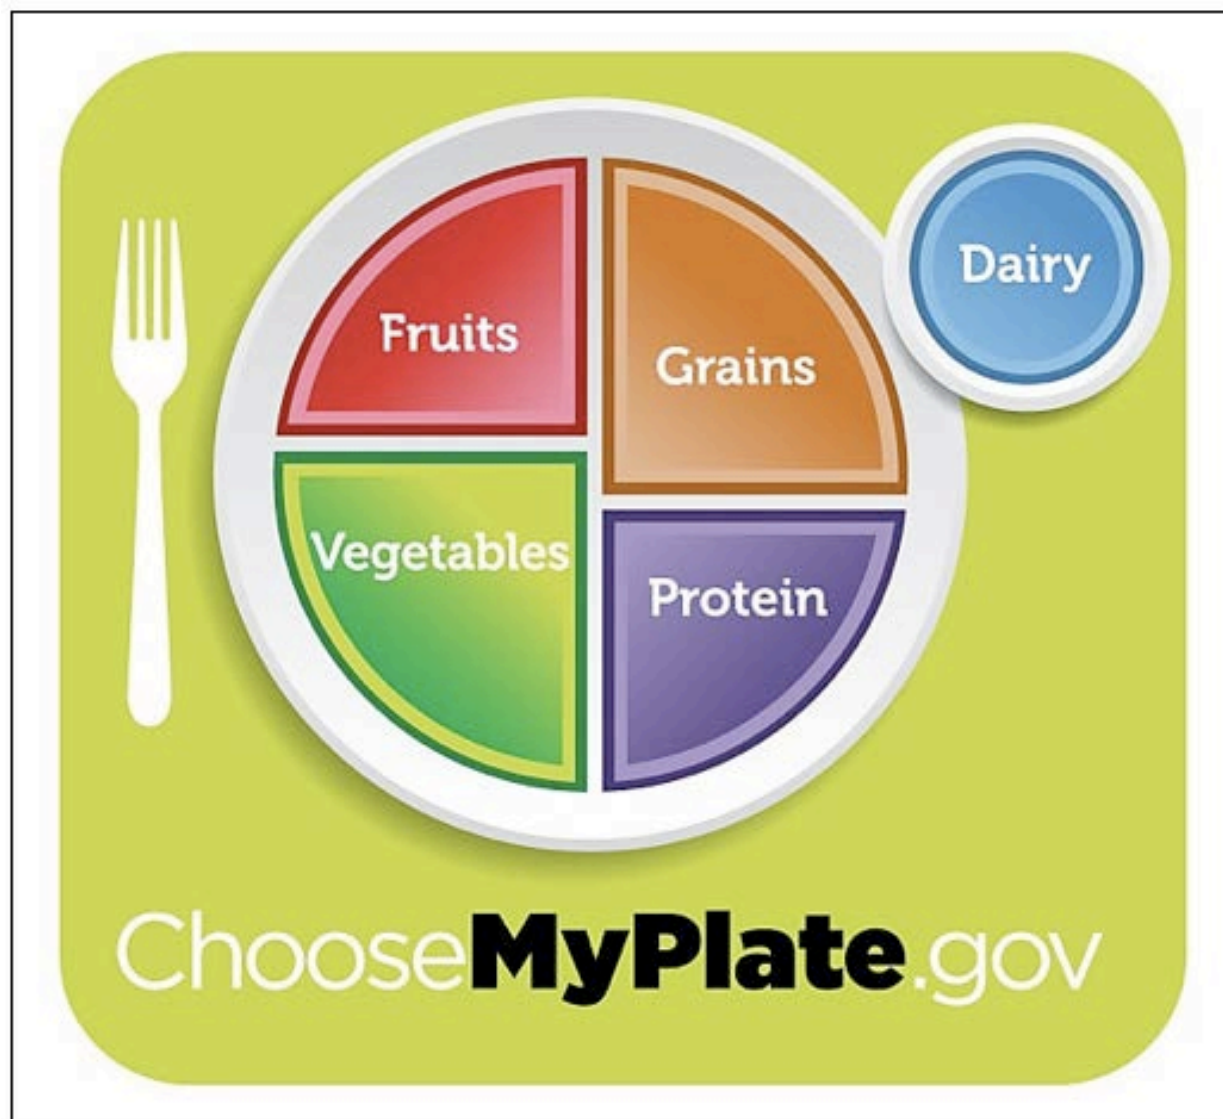 Fruits
Grains
Dairy
Vegetables
Protein
ChooseMyPlate.gov